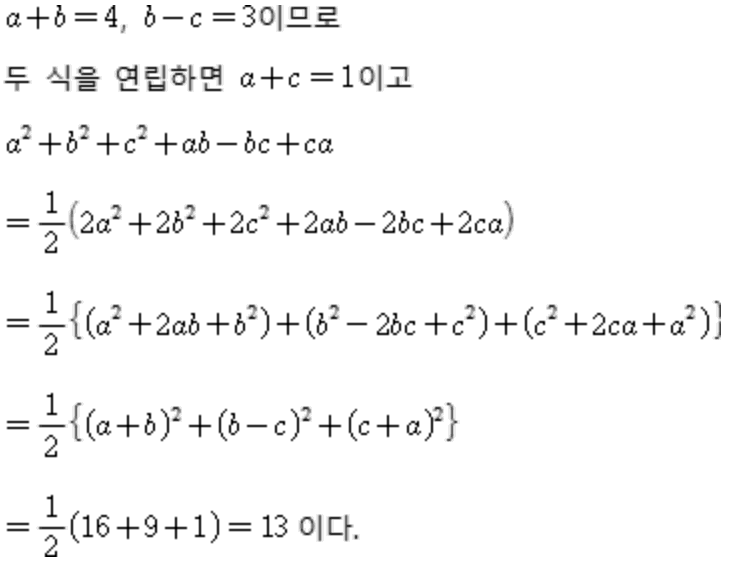 a+b=4, b−c=3이므로
두 식을 연립하면 a+c=1이고
a²+b²+c²+ab−bc+ca
=1/2(2a²+2b²+2c²+2ab−2bc+2ca)
=1/2{(a²+2ab+b²)+(b²−2bc+c²)+(c²+2ca+a²)}
=1/2{(a+b)²+(b−c)²+(c+a)²}
=1/2(16+9+1)=13 이다.